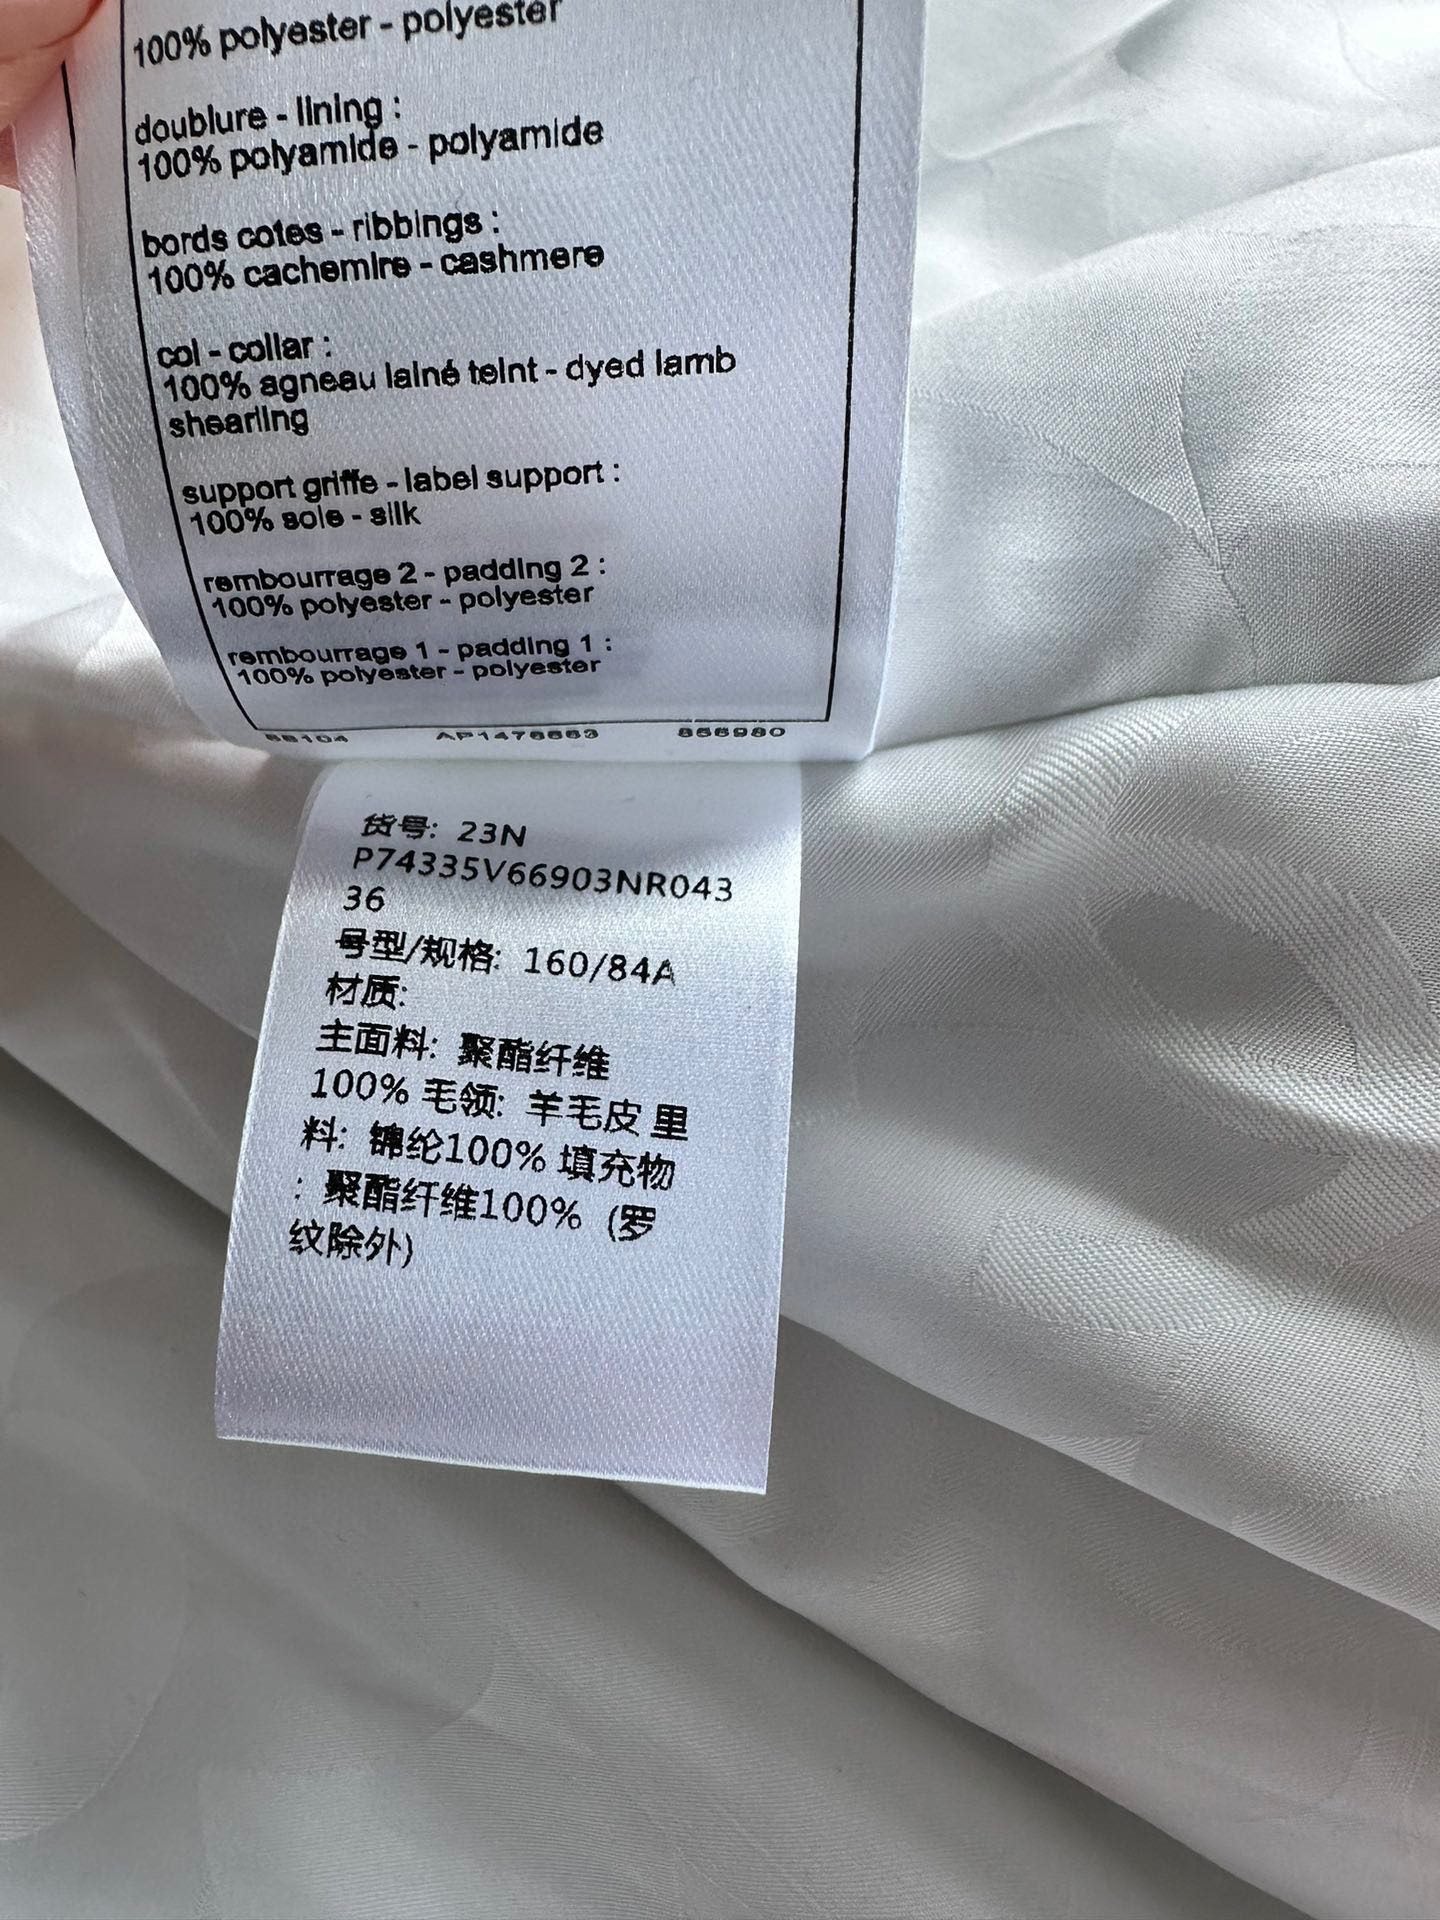 100% polyester - polyester
doublure - lining :
100% polyamide - polyamide
bords cotes - ribbings :
100% cachemire - cashmere
col - collar :
100% agneau lainé teint - dyed lamb
shearling
support griffe - label support :
100% soie - silk
rembourrage 2 - padding 2 :
100% polyester - polyester
rembourrage 1 - padding 1 :
100% polyester - polyester
856980
货号: 23N
P74335V66903NR043
36
号型/规格: 160/84A
材质:
主面料: 聚酯纤维
100% 毛领: 羊毛皮 里
料: 锦纶100% 填充物
: 聚酯纤维100% (罗
纹除外)